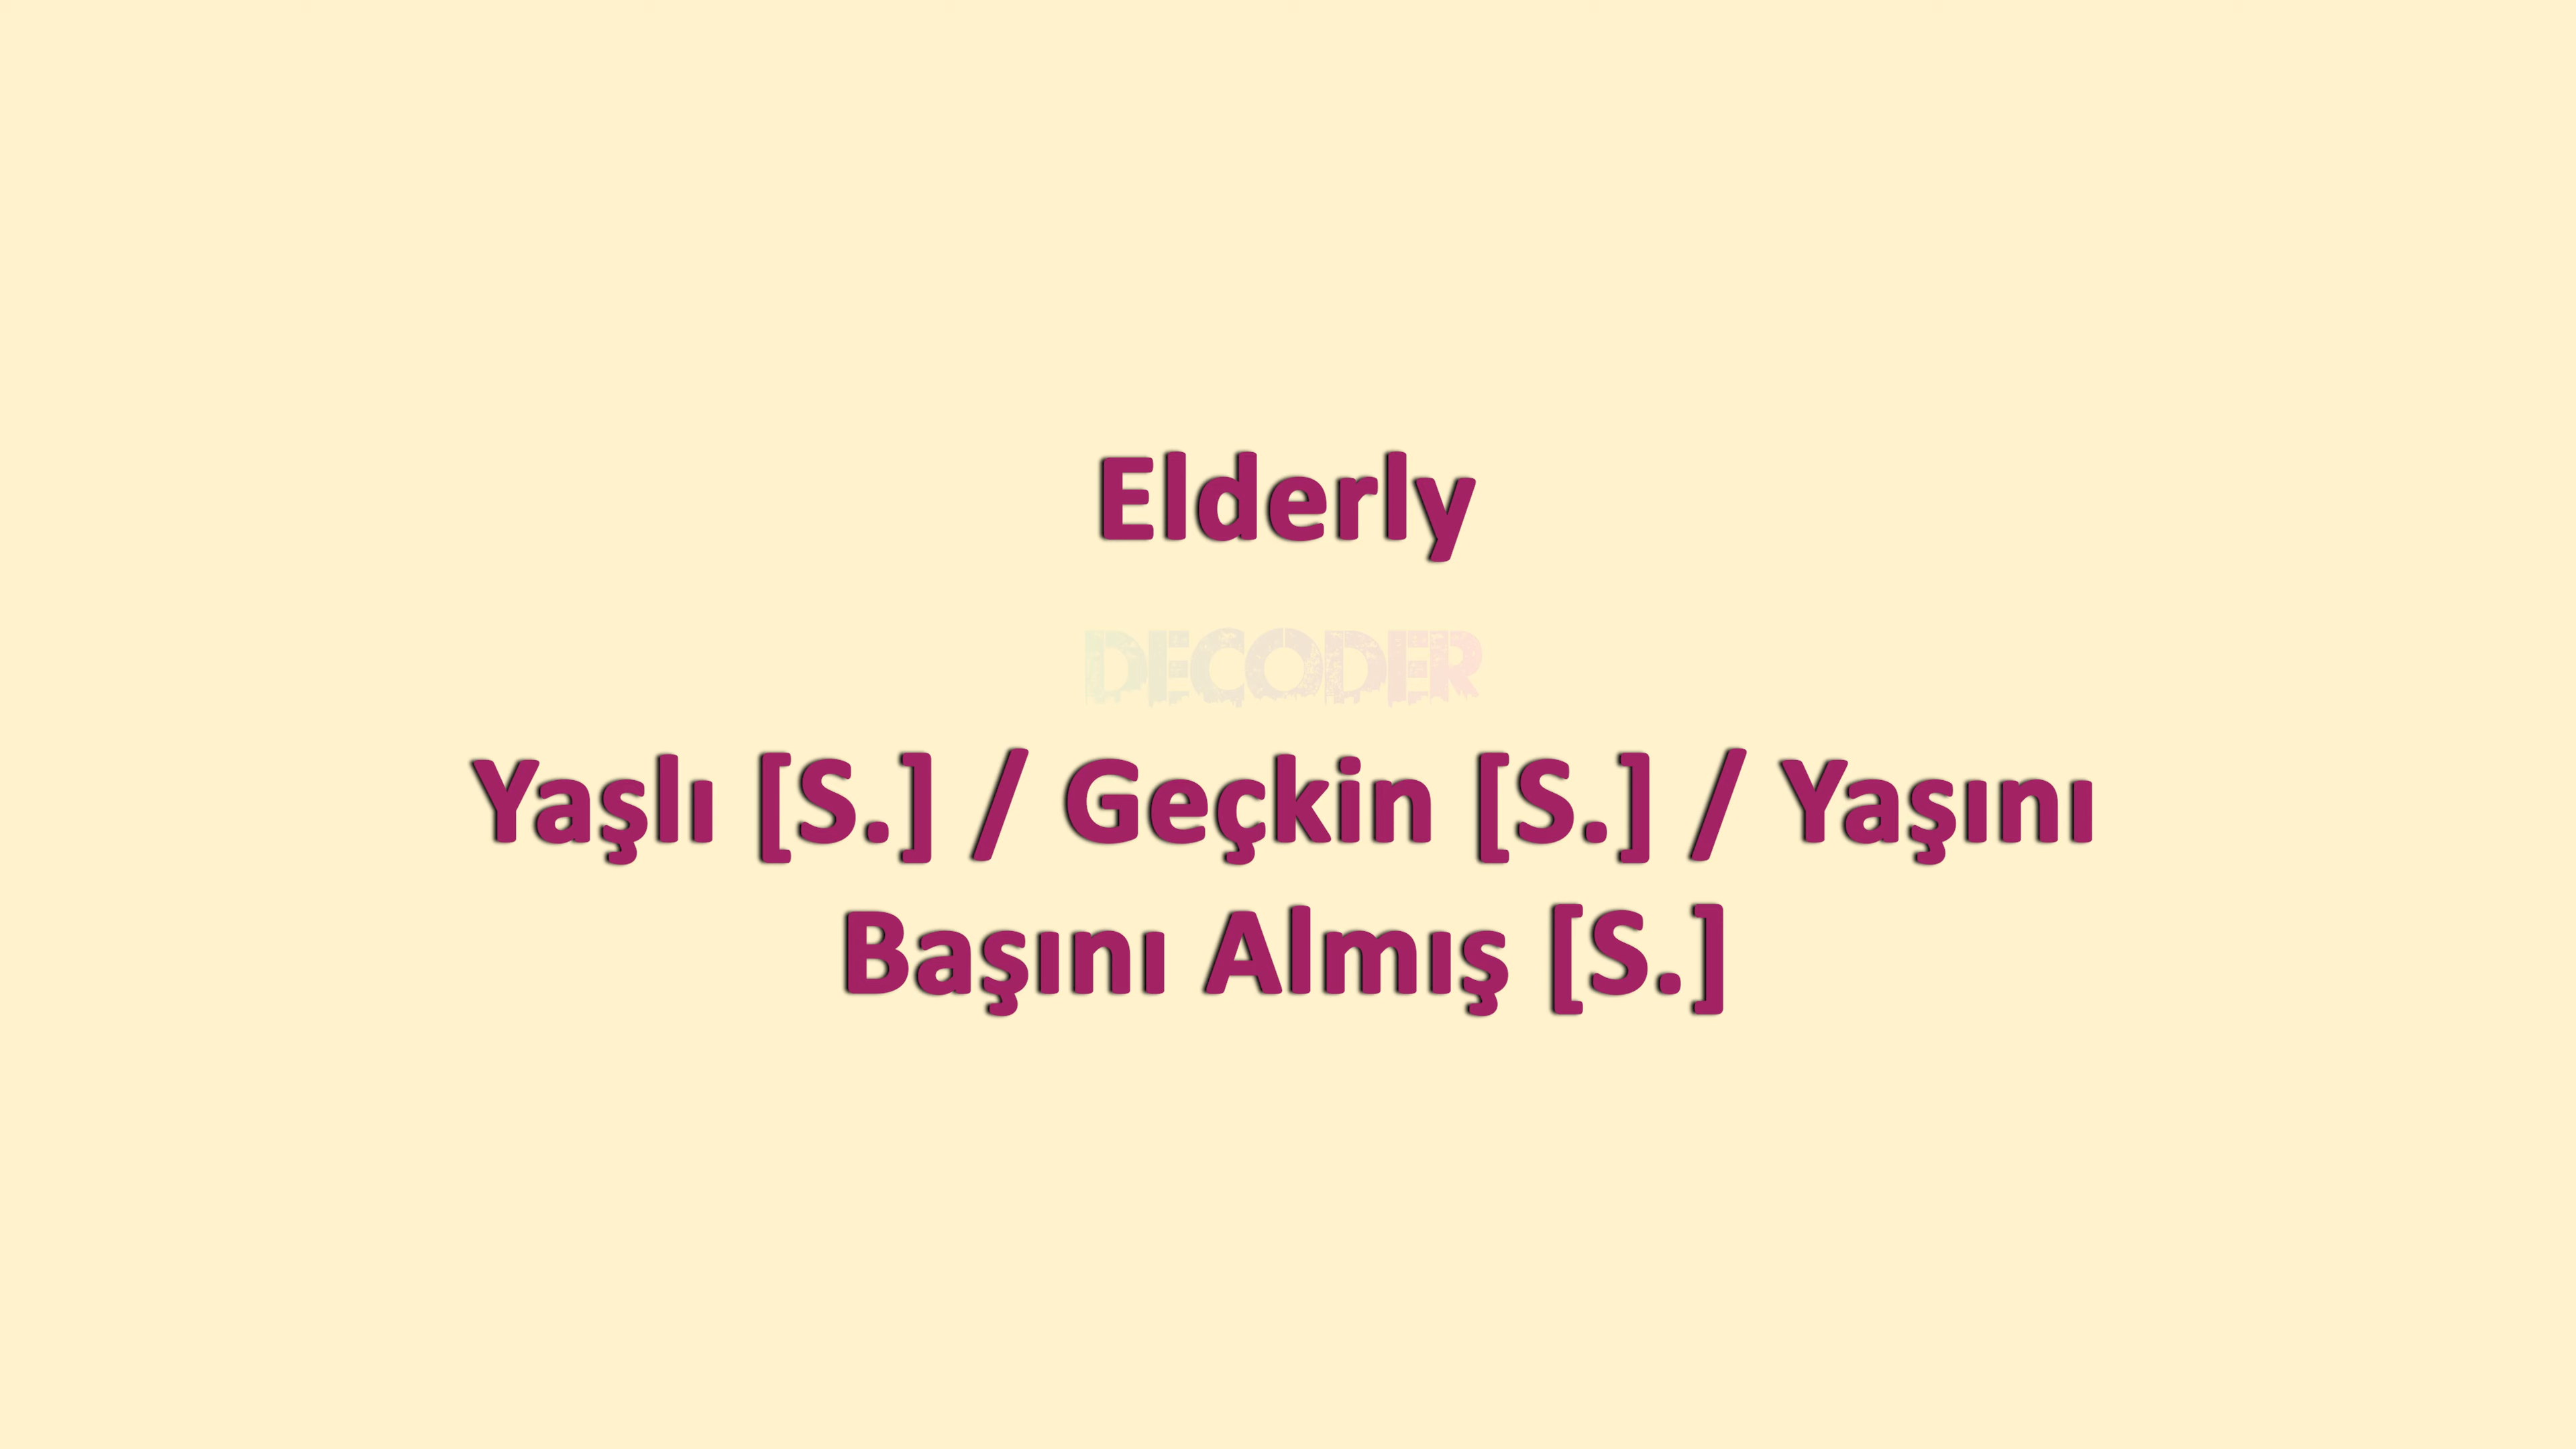 Elderly
DECODER
Yaşlı [S.] / Geçkin [S.] / Yaşını
Başını Almış [S.]